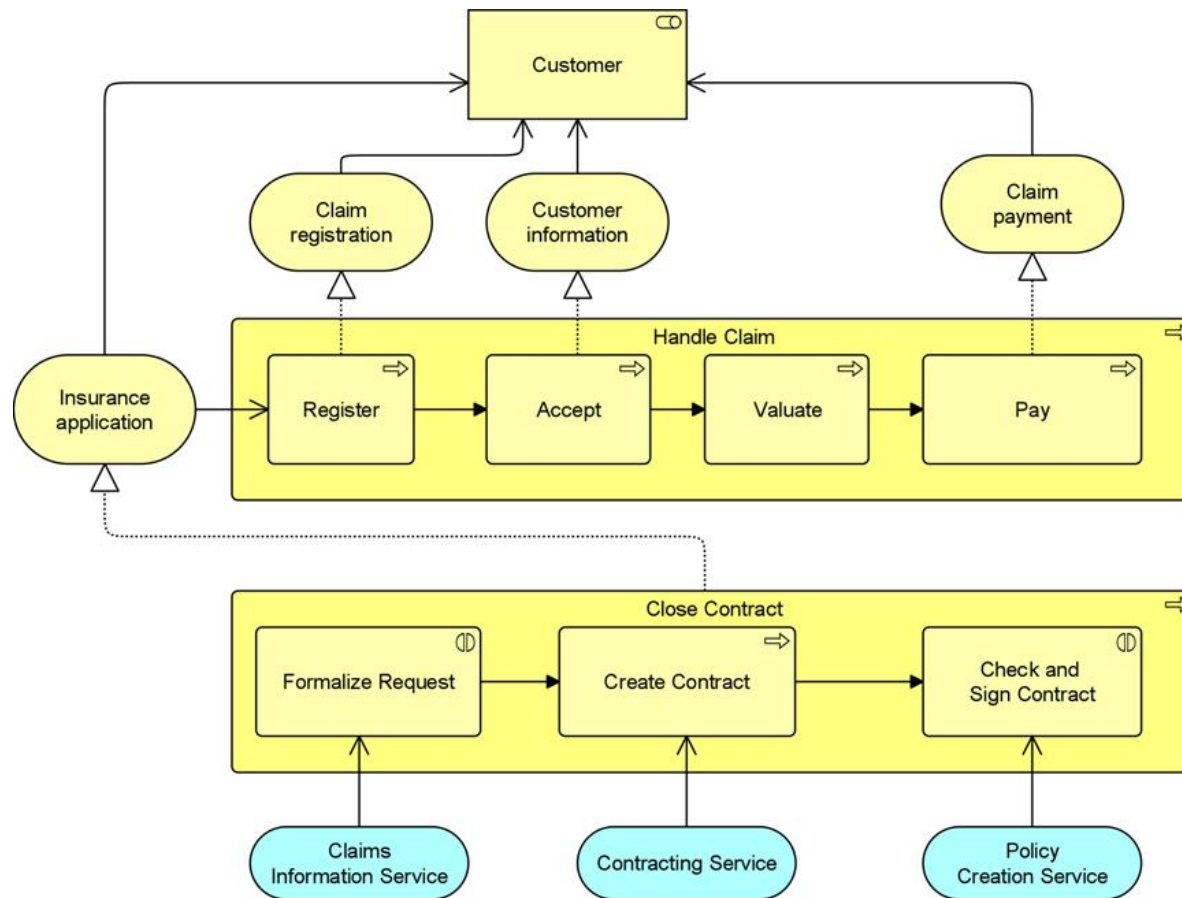 Customer
Claim
registration
Customer
information
Claim
payment
Handle Claim
Insurance
application
Register
Accept
Valuate
Pay
Close Contract
Formalize Request
Create Contract
Check and
Sign Contract
Claims
Information Service
Contracting Service
Policy
Creation Service